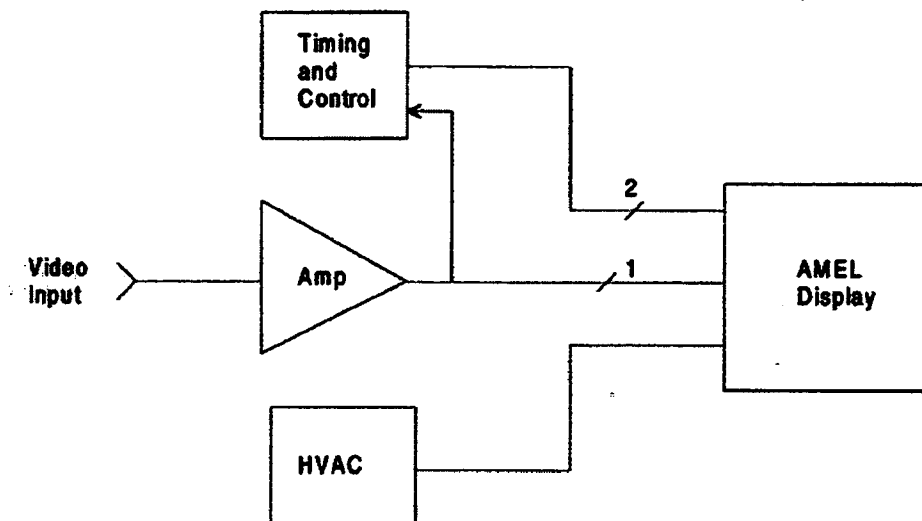 Timing
and
Control
2
Video
Input
Amp
1
AMEL
Display
HVAC